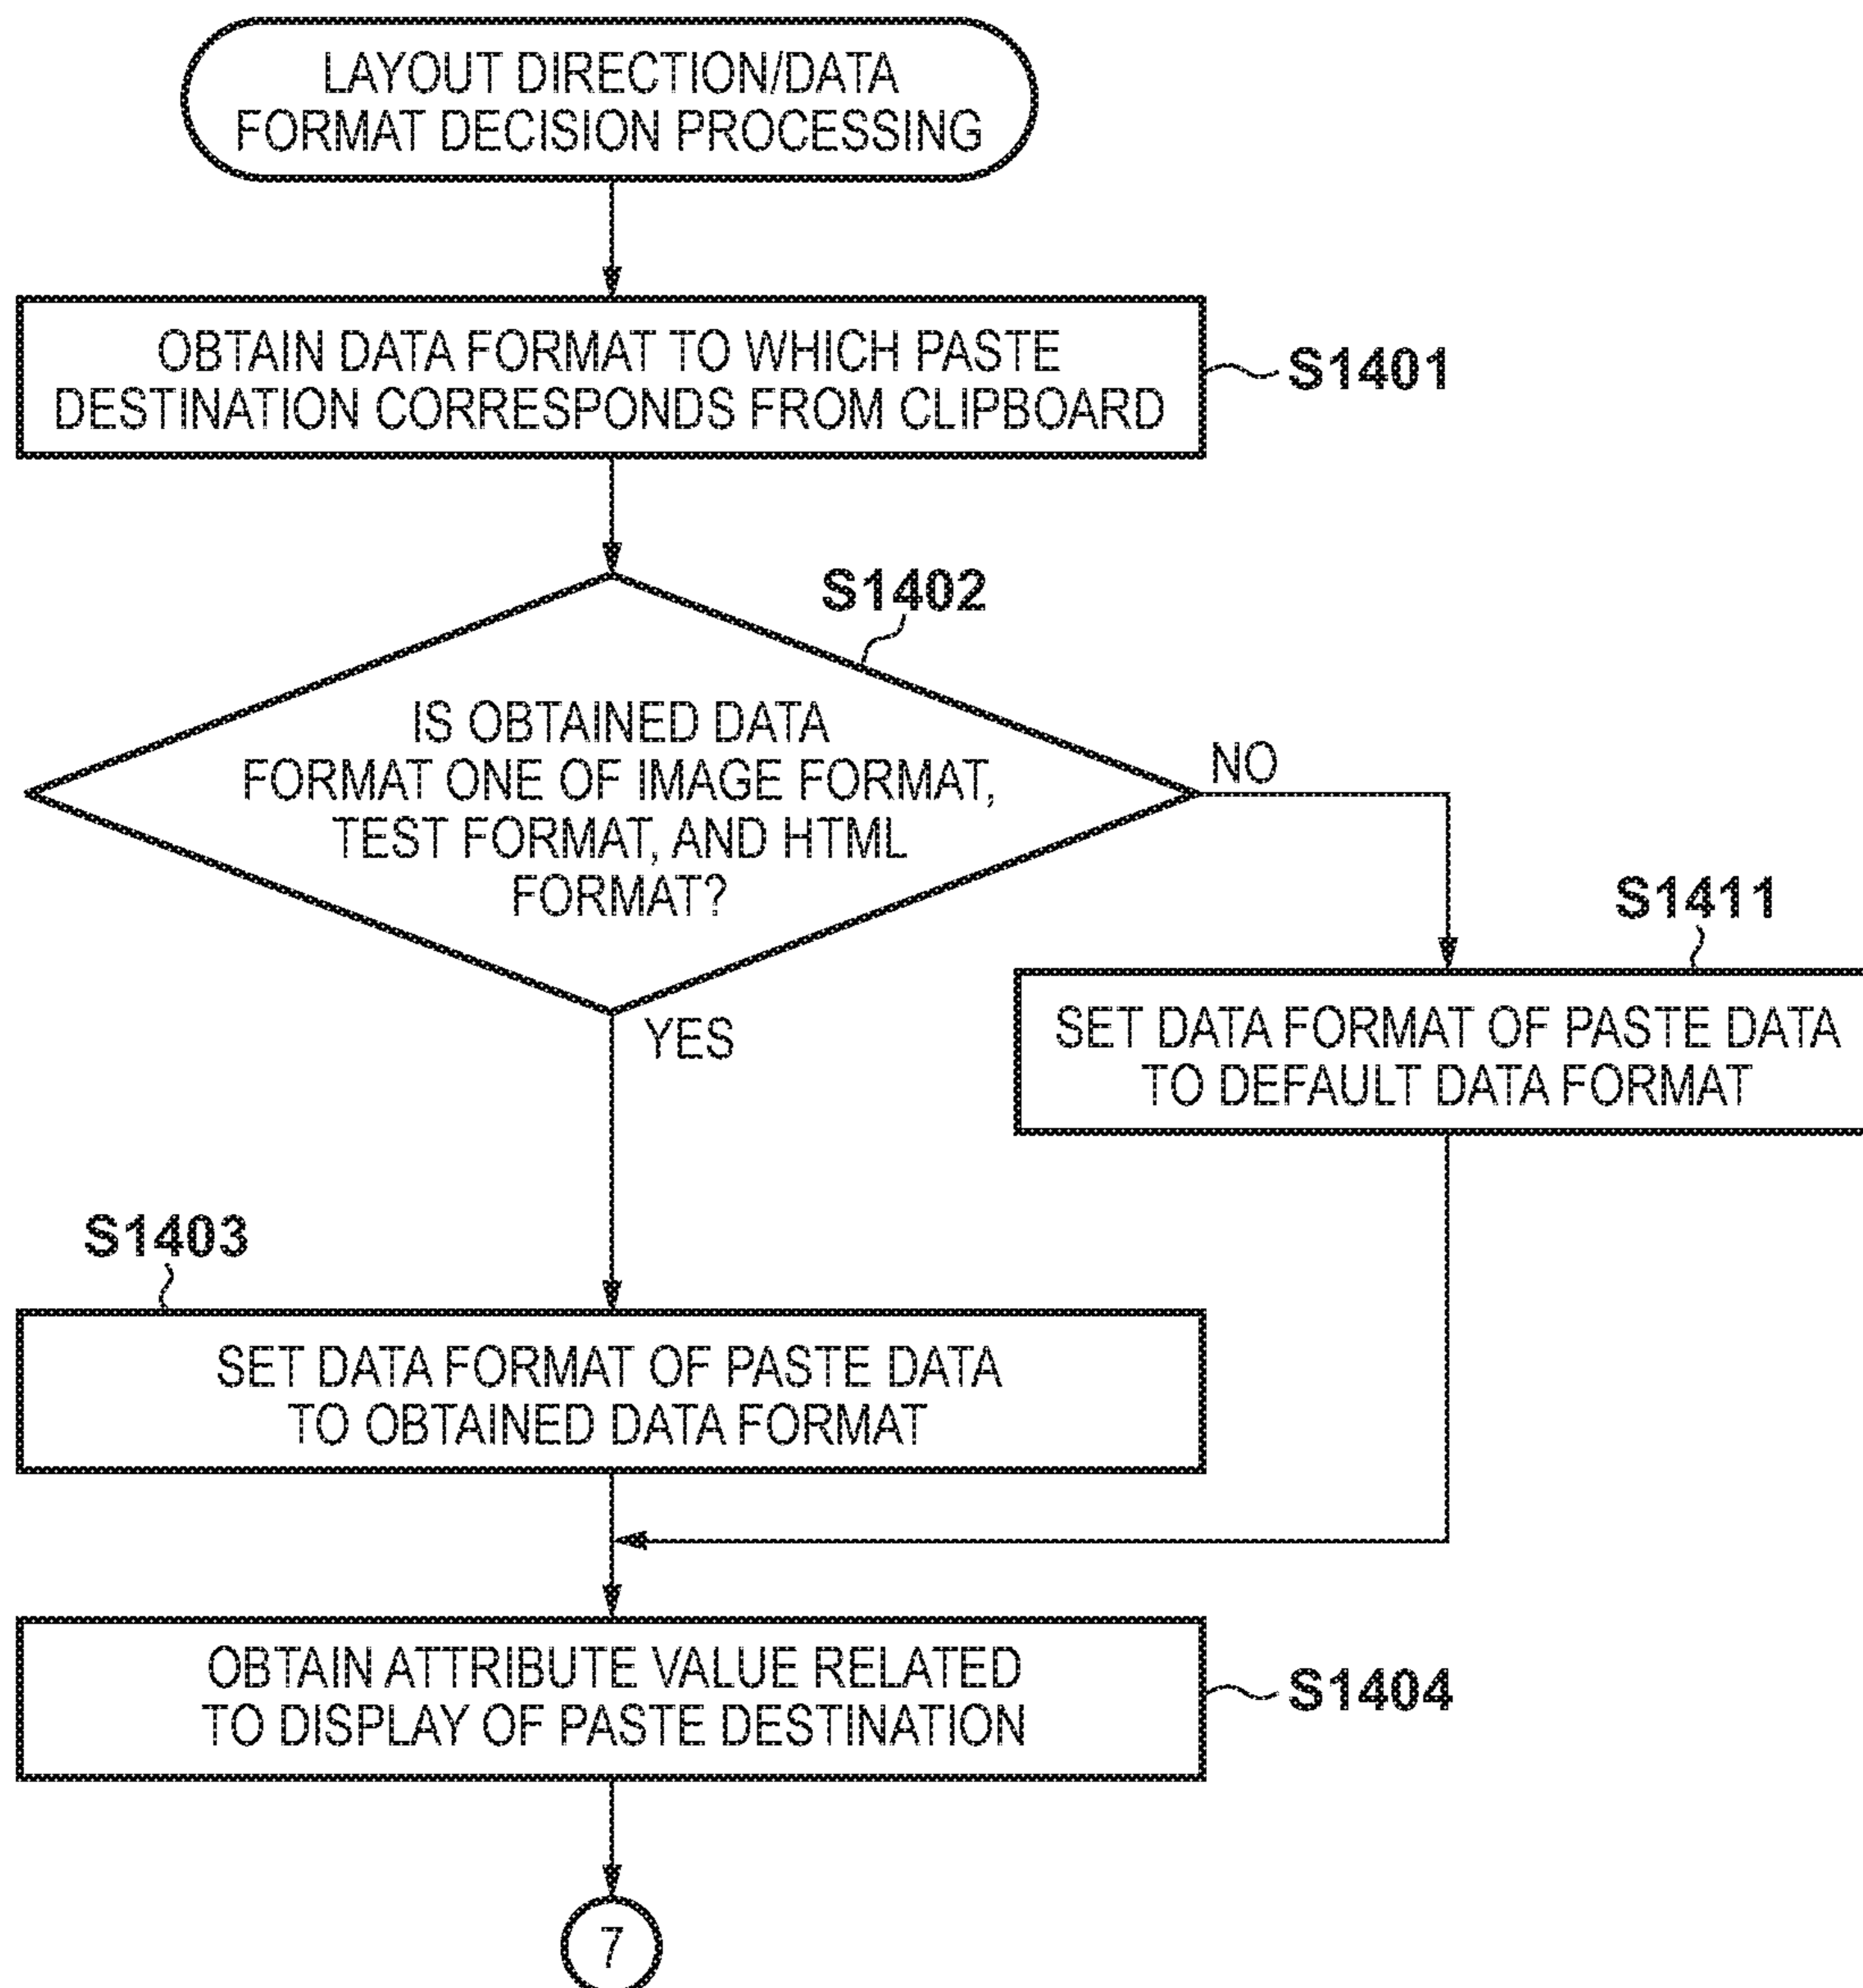 LAYOUT DIRECTION/DATA
FORMAT DECISION PROCESSING
OBTAIN DATA FORMAT TO WHICH PASTE
DESTINATION CORRESPONDS FROM CLIPBOARD
S1401
S1402
IS OBTAINED DATA
FORMAT ONE OF IMAGE FORMAT,
TEST FORMAT, AND HTML
FORMAT?
NO
YES
S1411
SET DATA FORMAT OF PASTE DATA
TO DEFAULT DATA FORMAT
S1403
SET DATA FORMAT OF PASTE DATA
TO OBTAINED DATA FORMAT
OBTAIN ATTRIBUTE VALUE RELATED
TO DISPLAY OF PASTE DESTINATION
S1404
7